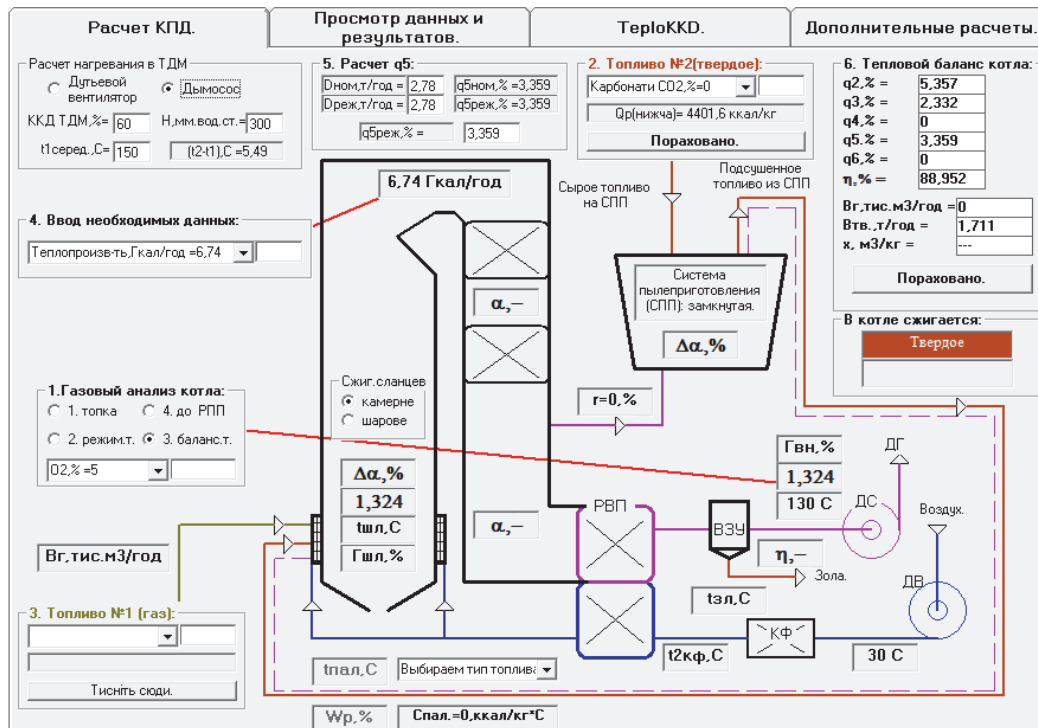 Расчет КПД.
Просмотр данных и
результатов.
ТерloKKD.
Дополнительные расчеты.
Расчет нагревания в ТДМ
Дутьевой
вентилятор
Дымосос
ККД ТДМ,%= 60
Н,мм.вод.ст.= 300
t1серед.,С= 150
(t2-t1),С =5,49
5. Расчет q5:
Dном,т/год = 2,78
q5ном,% =3,359
Dреж,т/год = 2,78
q5реж,% =3,359
q5реж,% = 3,359
2. Топливо №2(твердое):
Карбонати СО2,%=0
Qр(нижча)= 4401,6 ккал/кг
Пораховано.
6. Тепловой баланс котла:
q2,% = 5,357
q3,% = 2,332
q4,% = 0
q5.% = 3,359
q6,% = 0
η,% = 88,952
Вг,тис.м3/год = 0
Втв.,т/год = 1,711
х, м3/кг = ---
Пораховано.
В котле сжигается:
Твердое
4. Ввод необходимых данных:
Теплопроизв-ть,Гкал/год =6,74
6,74 Гкал/год
Сырое топливо
на СПП
Подсушенное
топливо из СПП
Система
пылеприготовления
(СПП): замкнутая.
Δα,%
α,–
r=0,%
1.Газовый анализ котла:
1. топка
4. до РПП
2. режим.т.
3. баланс.т.
О2,% =5
Сжиг.сланцев
камерне
шарове
Δα,%
1,324
tшл,С
Гшл,%
α,–
РВП
ВЗУ
η,–
Зола.
tзл,С
Гвн,%
1,324
130 С
ДГ
ДС
Воздух.
ДВ
КФ
t2кф,С
30 С
Вг,тис.м3/год
3. Топливо №1 (газ):
Тисніть сюди.
tпал,С
Выбираем тип топлива
Wр,%
Спал.=0,ккал/кг*С